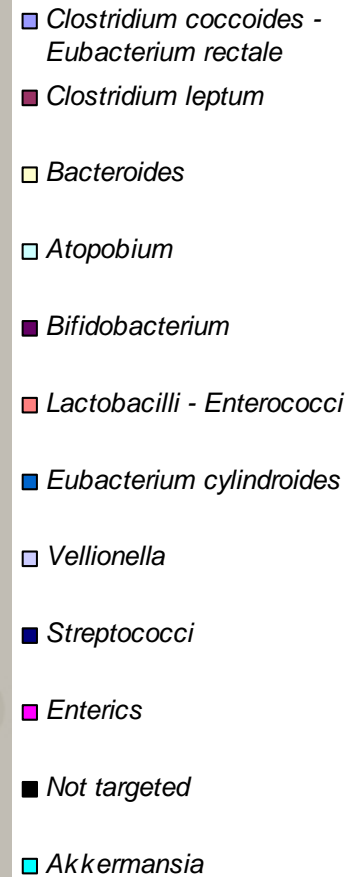 Clostridium coccoides -
Eubacterium rectale
Clostridium leptum
Bacteroides
Atopobium
Bifidobacterium
Lactobacilli - Enterococci
Eubacterium cylindroides
Vellionella
Streptococci
Enterics
Not targeted
Akkermansia